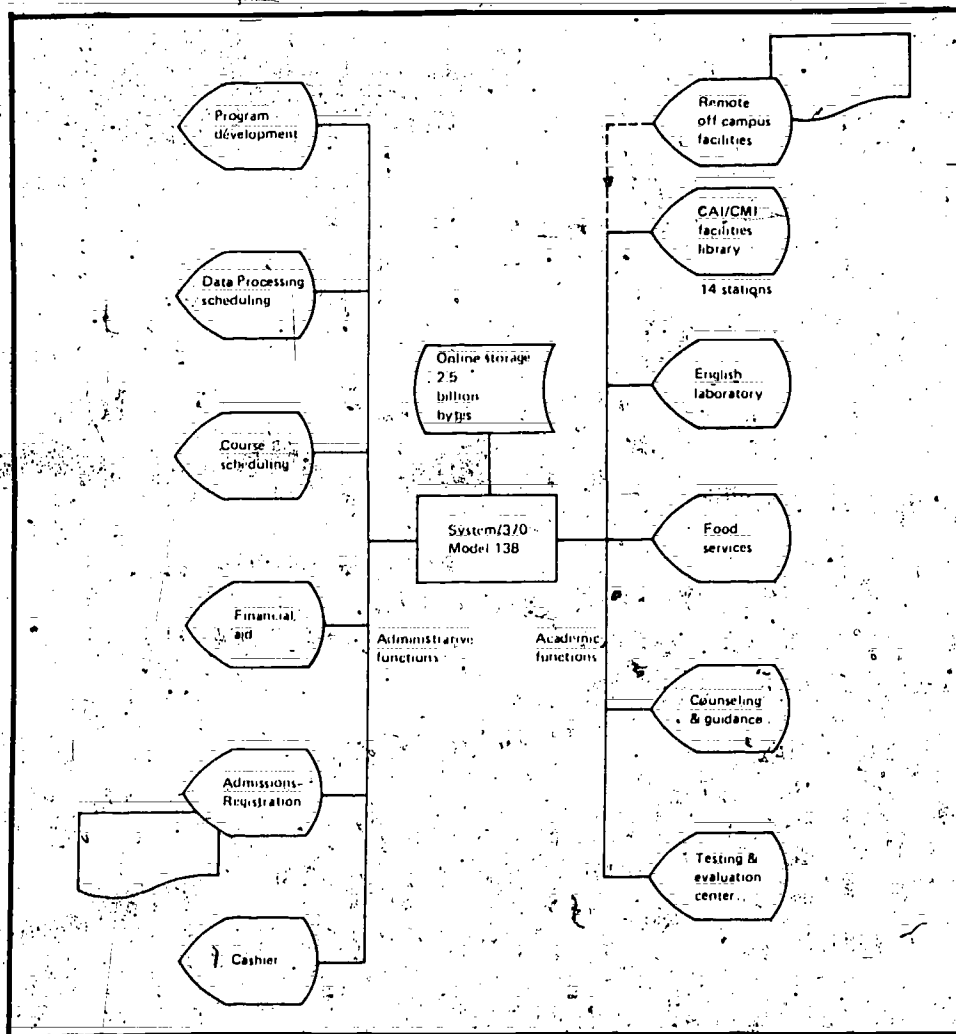 Program
development
Data Processing
scheduling
Course
scheduling
Financial
aid
Admissions-
Registration
Cashier
Online storage
2.5
billion
bytes
System/370
Model 138
Administrative
functions
Academic
functions
Remote
off campus
facilities
CAI/CMI
facilities
library
14 stations
English
laboratory
Food
services
Counseling
& guidance
Testing &
evaluation
center